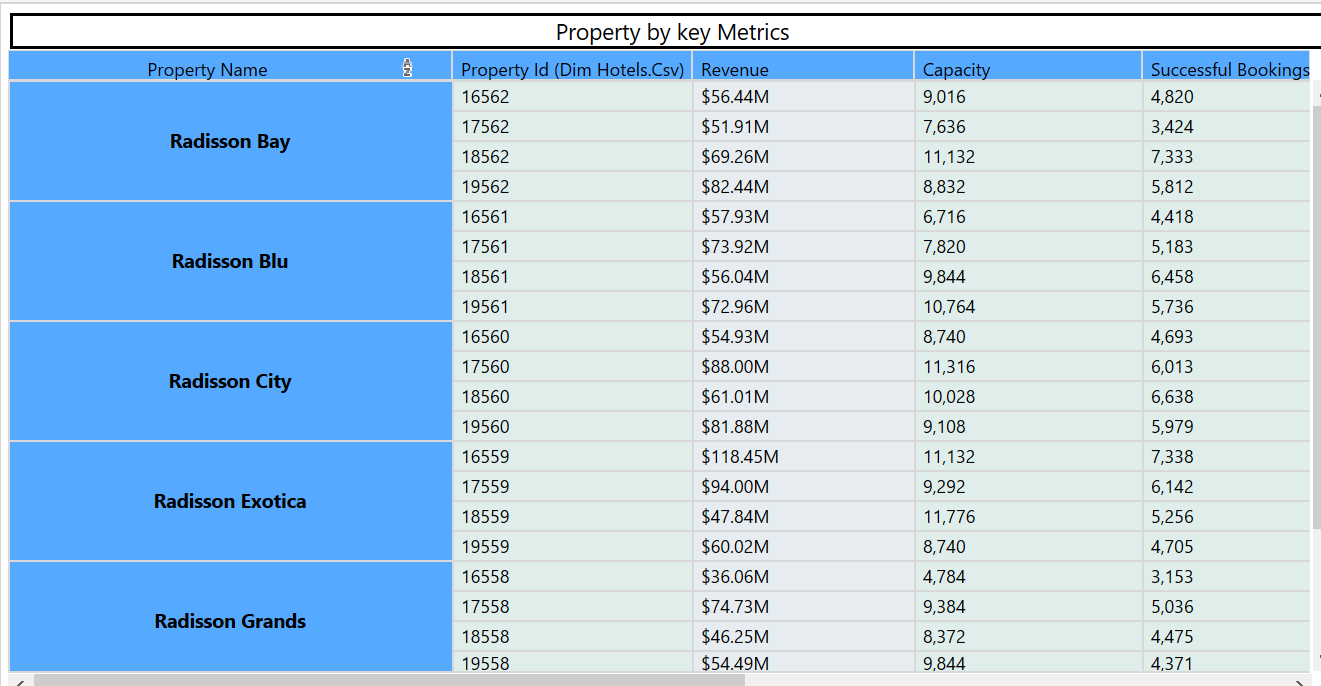 Property by key Metrics
Property Name Property Id (Dim Hotels.Csv) Revenue Capacity Successful Bookings
Radisson Bay
16562 $56.44M 9,016 4,820
17562 $51.91M 7,636 3,424
18562 $69.26M 11,132 7,333
19562 $82.44M 8,832 5,812
Radisson Blu
16561 $57.93M 6,716 4,418
17561 $73.92M 7,820 5,183
18561 $56.04M 9,844 6,458
19561 $72.96M 10,764 5,736
Radisson City
16560 $54.93M 8,740 4,693
17560 $88.00M 11,316 6,013
18560 $61.01M 10,028 6,638
19560 $81.88M 9,108 5,979
Radisson Exotica
16559 $118.45M 11,132 7,338
17559 $94.00M 9,292 6,142
18559 $47.84M 11,776 5,256
19559 $60.02M 8,740 4,705
Radisson Grands
16558 $36.06M 4,784 3,153
17558 $74.73M 9,384 5,036
18558 $46.25M 8,372 4,475
19558 $54.49M 9,844 4,371